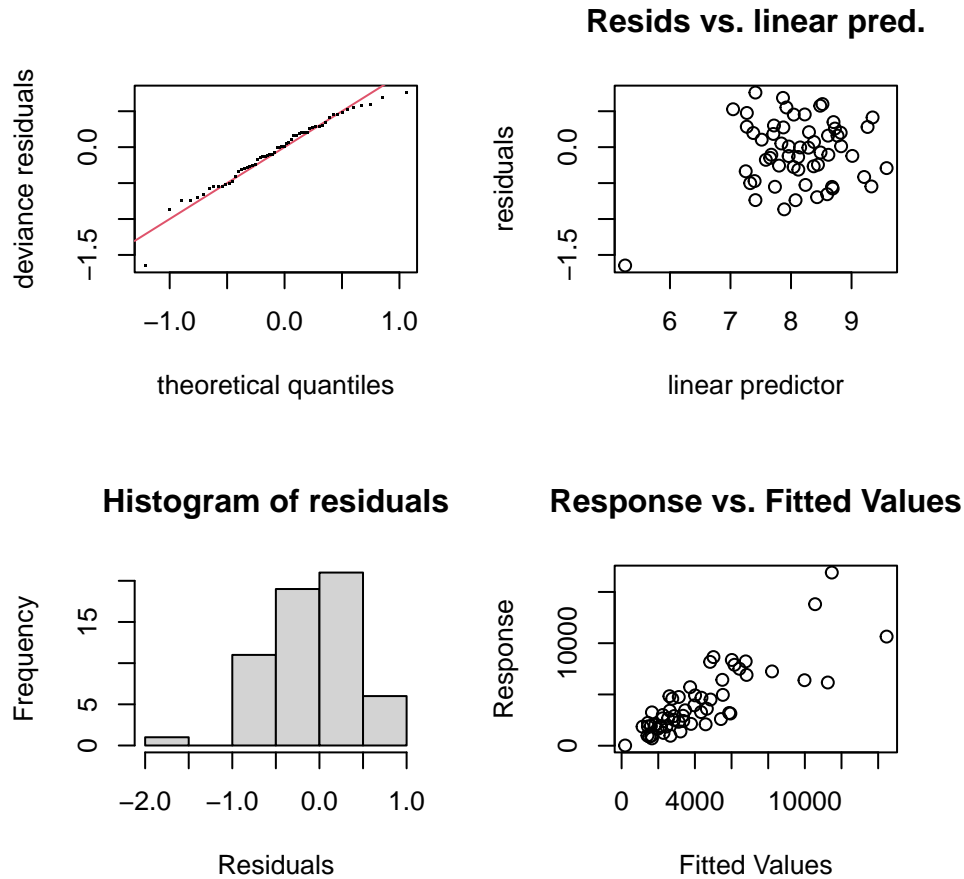 deviance residuals
0.0
−1.5
−1.0
0.0
1.0
theoretical quantiles
Resids vs. linear pred.
residuals
0.0
−1.5
6
7
8
9
linear predictor
Histogram of residuals
Frequency
15
5
0
−2.0
−1.0
0.0
1.0
Residuals
Response vs. Fitted Values
Response
10000
0
0
4000
10000
Fitted Values